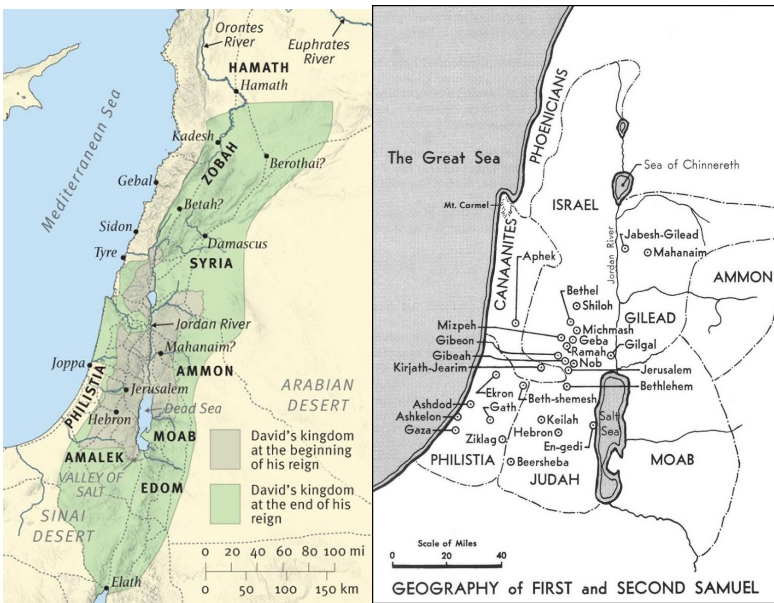 Orontes
River
Euphrates
River
HAMATH
Hamath
Mediterranean Sea
Kadesh
ZOBAH
Berothai?
Gebal
Betah?
Sidon
Damascus
Tyre
SYRIA
Jordan River
Mahanaim?
Joppa
AMMON
PHILISTIA
Jerusalem
ARABIAN
DESERT
Dead Sea
Hebron
MOAB
David's kingdom
at the beginning
of his reign
AMALEK
VALLEY OF
SALT
EDOM
David's kingdom
at the end of his
reign
SINAI
DESERT
0 20 40 60 80 100 mi
0 50 100 150 km
Elath
The Great Sea
PHOENICIANS
Sea of Chinnereth
Mt. Carmel
ISRAEL
CANAANITES
Jordan River
Jabesh-Gilead
Mahanaim
Aphek
AMMON
Bethel
Shiloh
GILEAD
Mizpeh
Michmash
Gibeon
Geba
Ramah
Gilgal
Gibeah
Nob
Kirjath-Jearim
Jerusalem
Bethlehem
Ekron
Beth-shemesh
Ashdod
Gath
Ashkelon
Keilah
Salt
Sea
Gaza
Ziklag
Hebron
En-gedi
PHILISTIA
Beersheba
MOAB
JUDAH
Scale of Miles
0 20 40
GEOGRAPHY of FIRST and SECOND SAMUEL